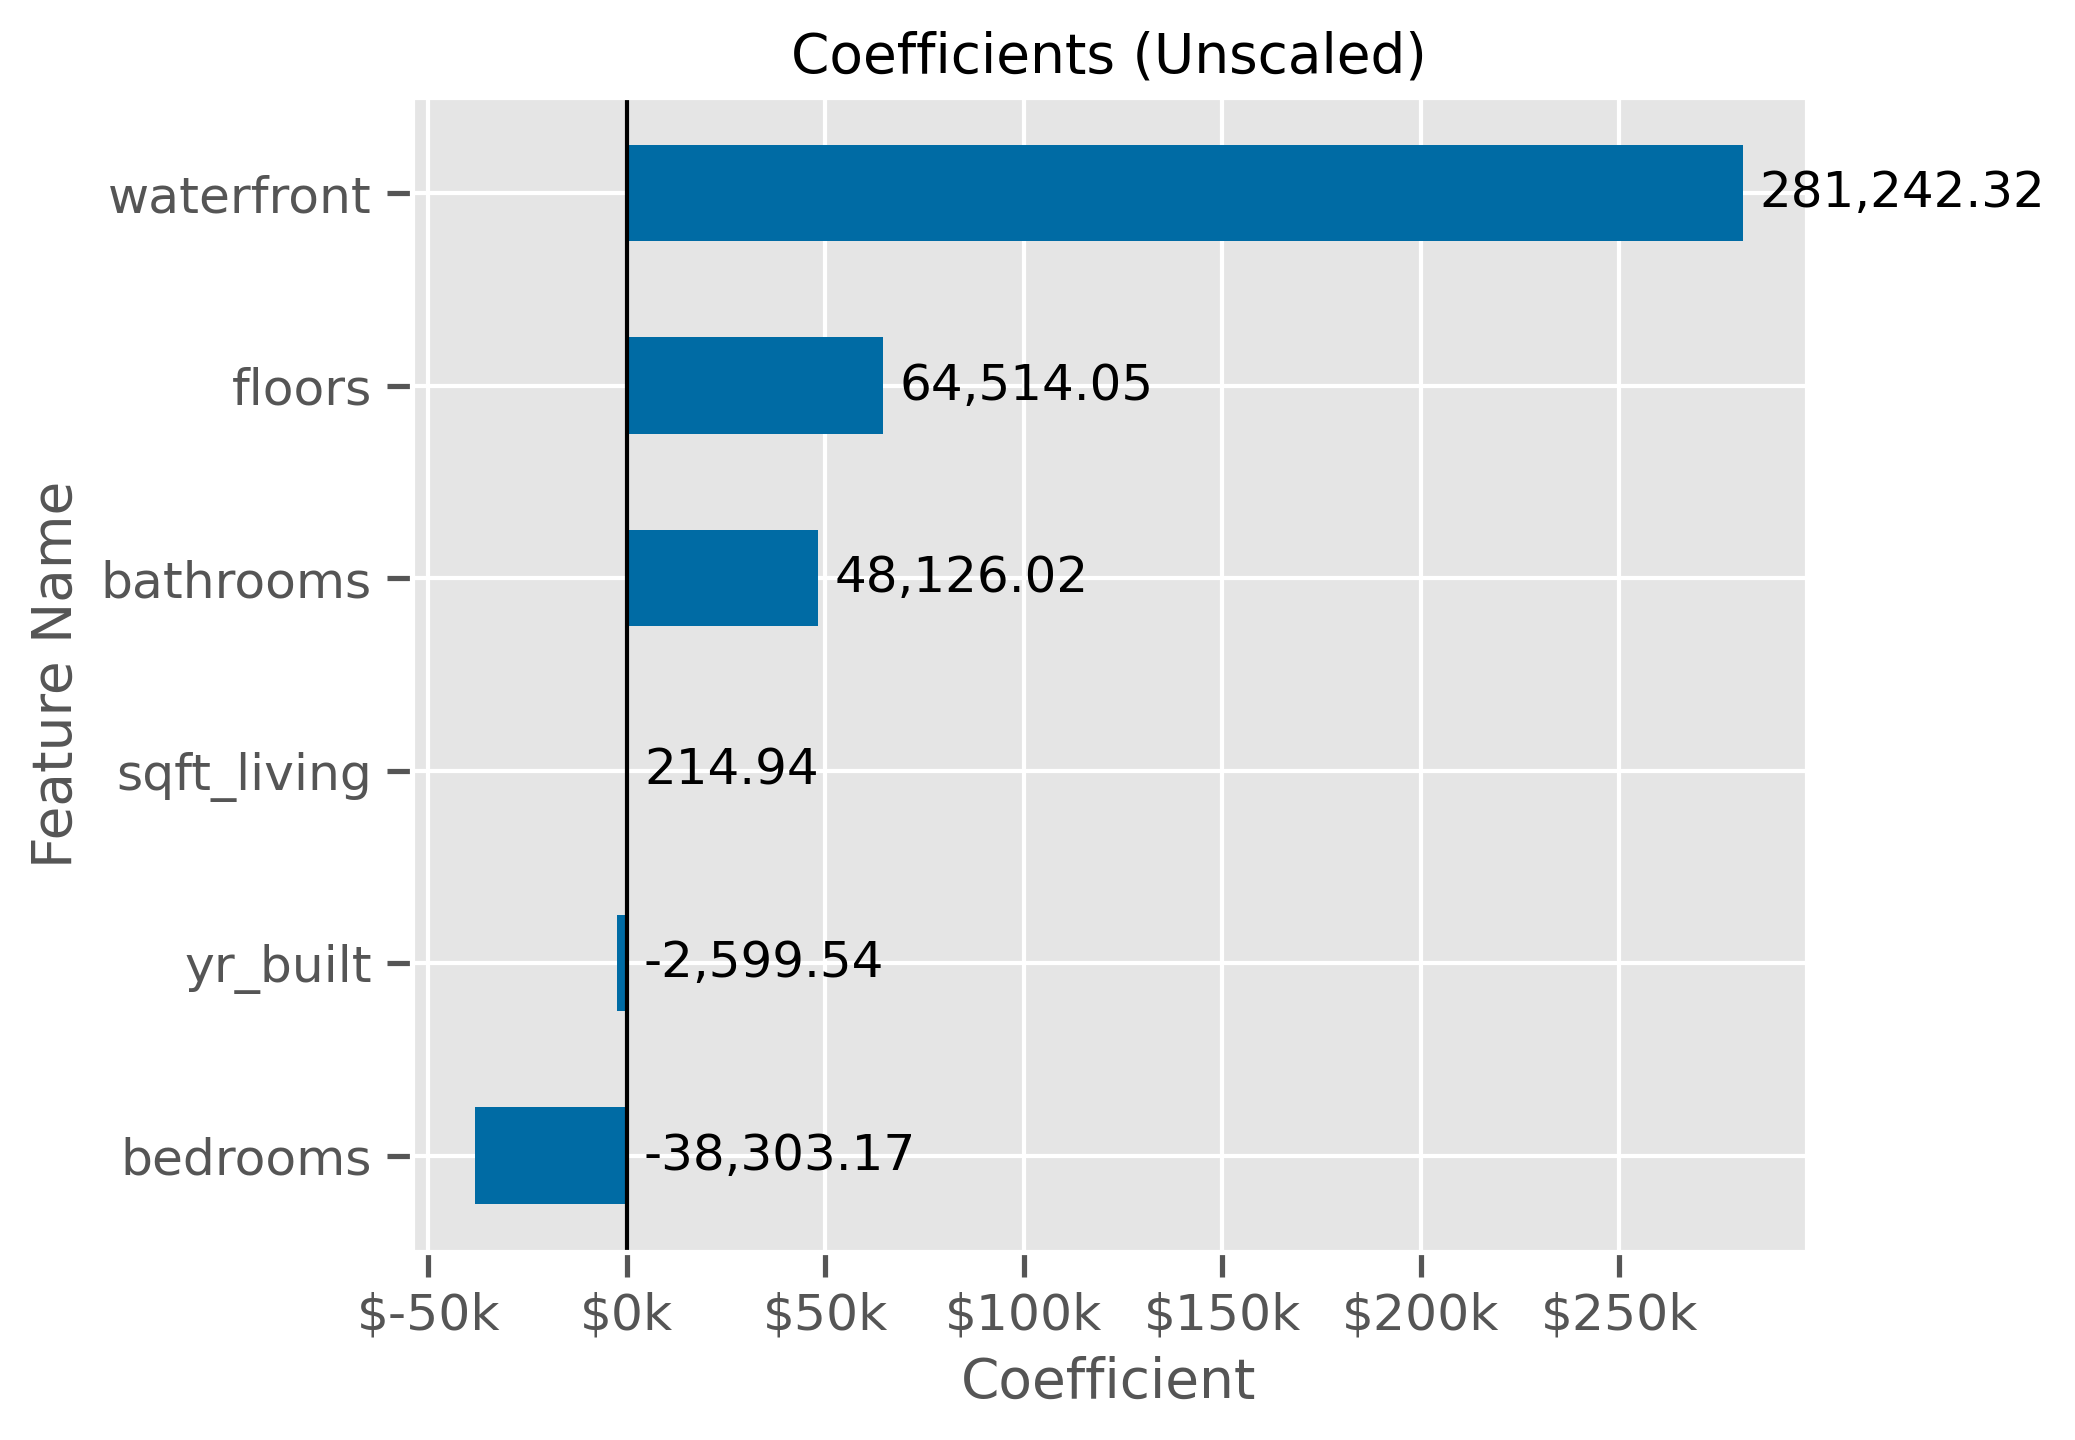 Coefficients (Unscaled)
waterfront
281,242.32
floors
64,514.05
bathrooms
48,126.02
sqft_living
214.94
yr_built
-2,599.54
bedrooms
-38,303.17
Feature Name
$-50k $0k $50k $100k $150k $200k $250k
Coefficient